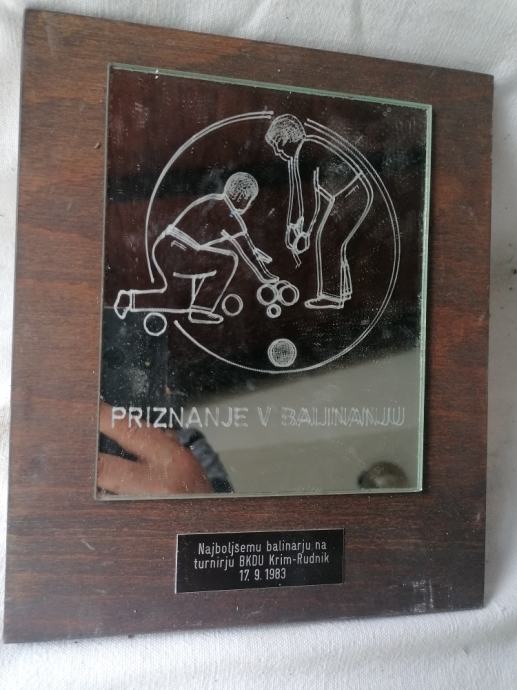 PRIZNANJE V BALINANJU
Najboljšemu balinarju na
turnirju BKDU Krim-Rudnik
17. 9. 1983